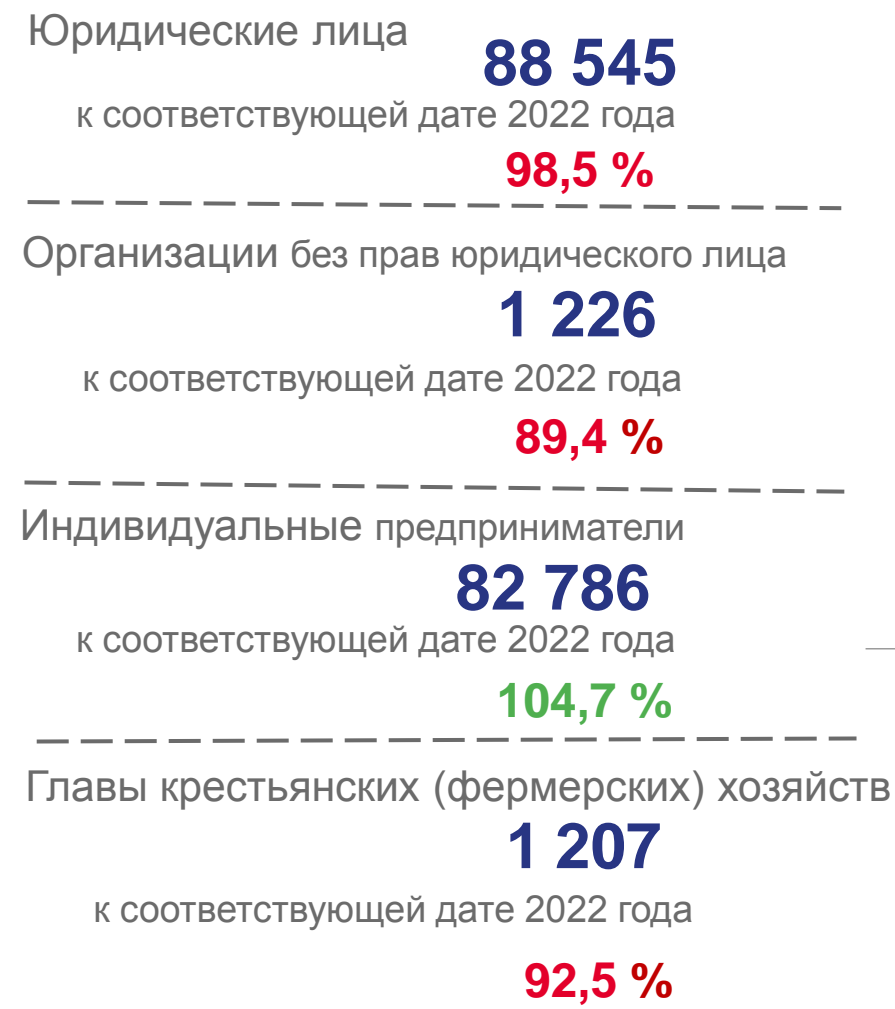 Юридические лица
88 545
к соответствующей дате 2022 года
98,5 %
Организации без прав юридического лица
1 226
к соответствующей дате 2022 года
89,4 %
Индивидуальные предприниматели
82 786
к соответствующей дате 2022 года
104,7 %
Главы крестьянских (фермерских) хозяйств
1 207
к соответствующей дате 2022 года
92,5 %